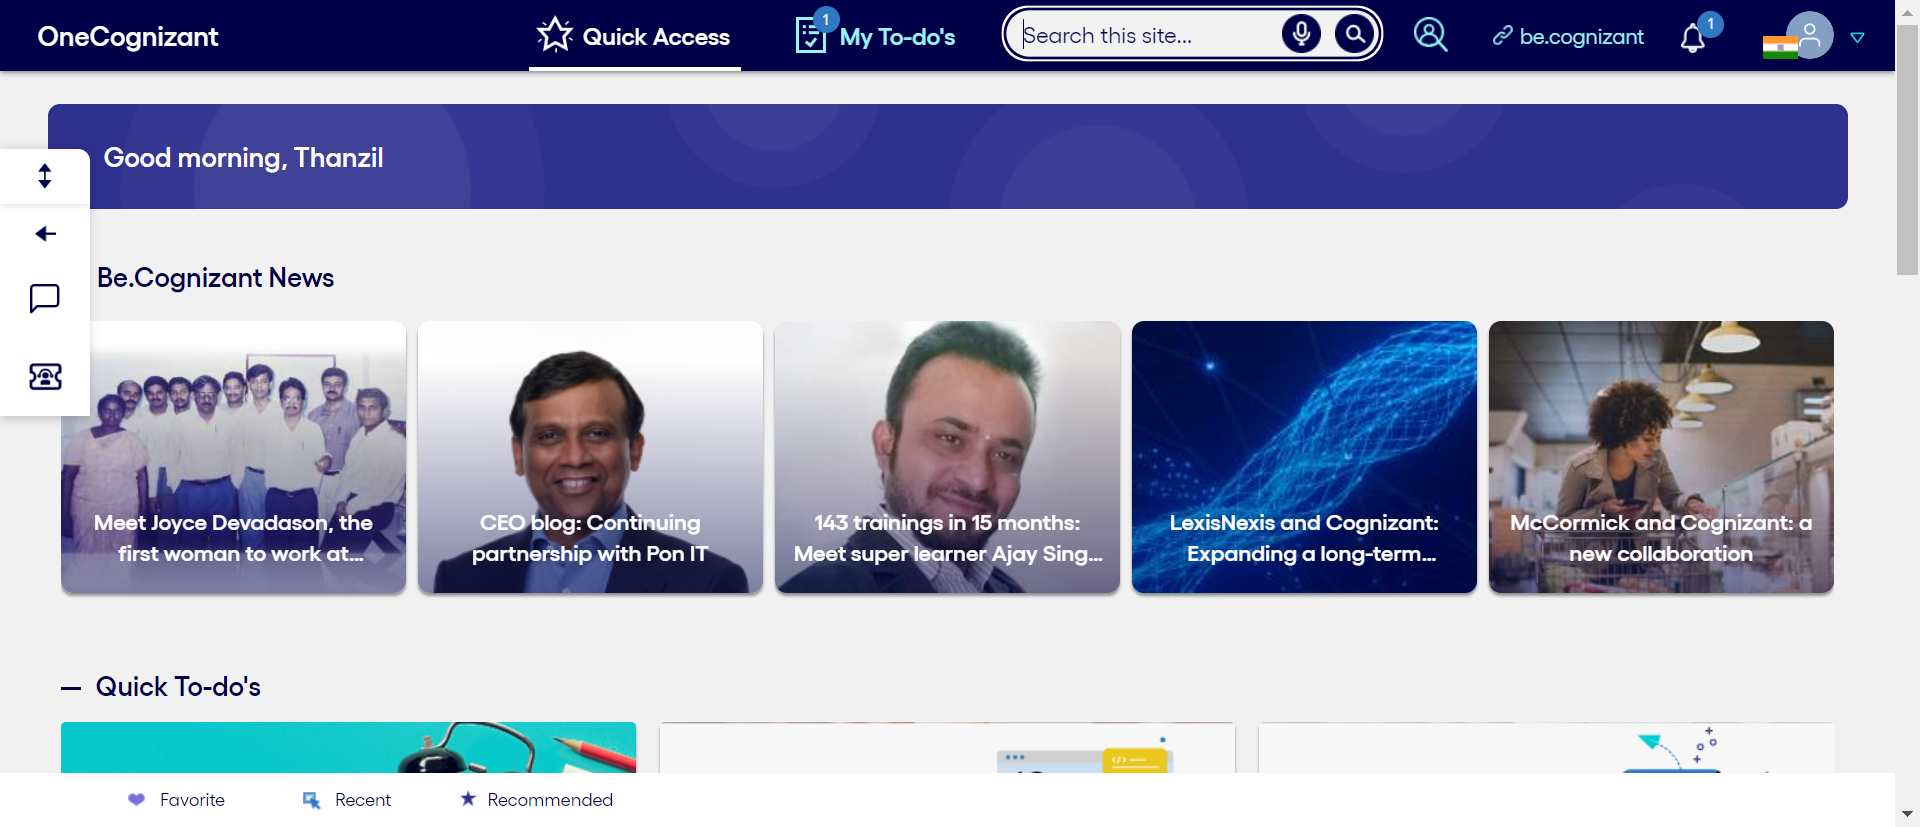 OneCognizant
Quick Access
1
My To-do's
Search this site...
be.cognizant
1
Good morning, Thanzil
Be.Cognizant News
Meet Joyce Devadason, the
first woman to work at...
CEO blog: Continuing
partnership with Pon IT
143 trainings in 15 months:
Meet super learner Ajay Sing...
LexisNexis and Cognizant:
Expanding a long-term...
McCormick and Cognizant: a
new collaboration
Quick To-do's
</>
Favorite
Recent
Recommended